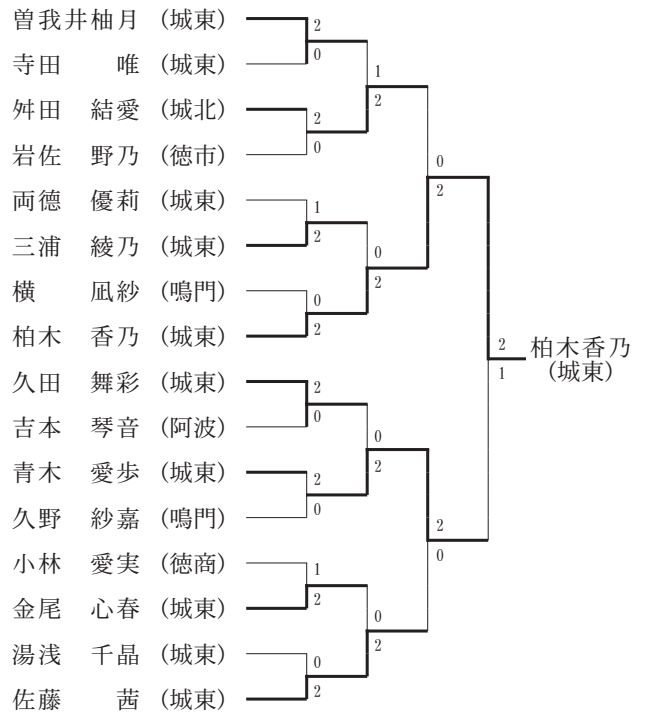 曽我井柚月（城東）
寺田　唯（城東）
舛田　結愛（城北）
岩佐　野乃（徳市）
両德　優莉（城東）
三浦　綾乃（城東）
横　凪紗（鳴門）
柏木　香乃（城東）
久田　舞彩（城東）
吉本　琴音（阿波）
青木　愛歩（城東）
久野　紗嘉（鳴門）
小林　愛実（徳商）
金尾　心春（城東）
湯浅　千晶（城東）
佐藤　茜（城東）
2
0
2
0
1
2
0
2
2
0
2
0
1
2
0
2
1
2
0
2
0
2
0
2
0
2
2
0
2
1
柏木香乃
（城東）